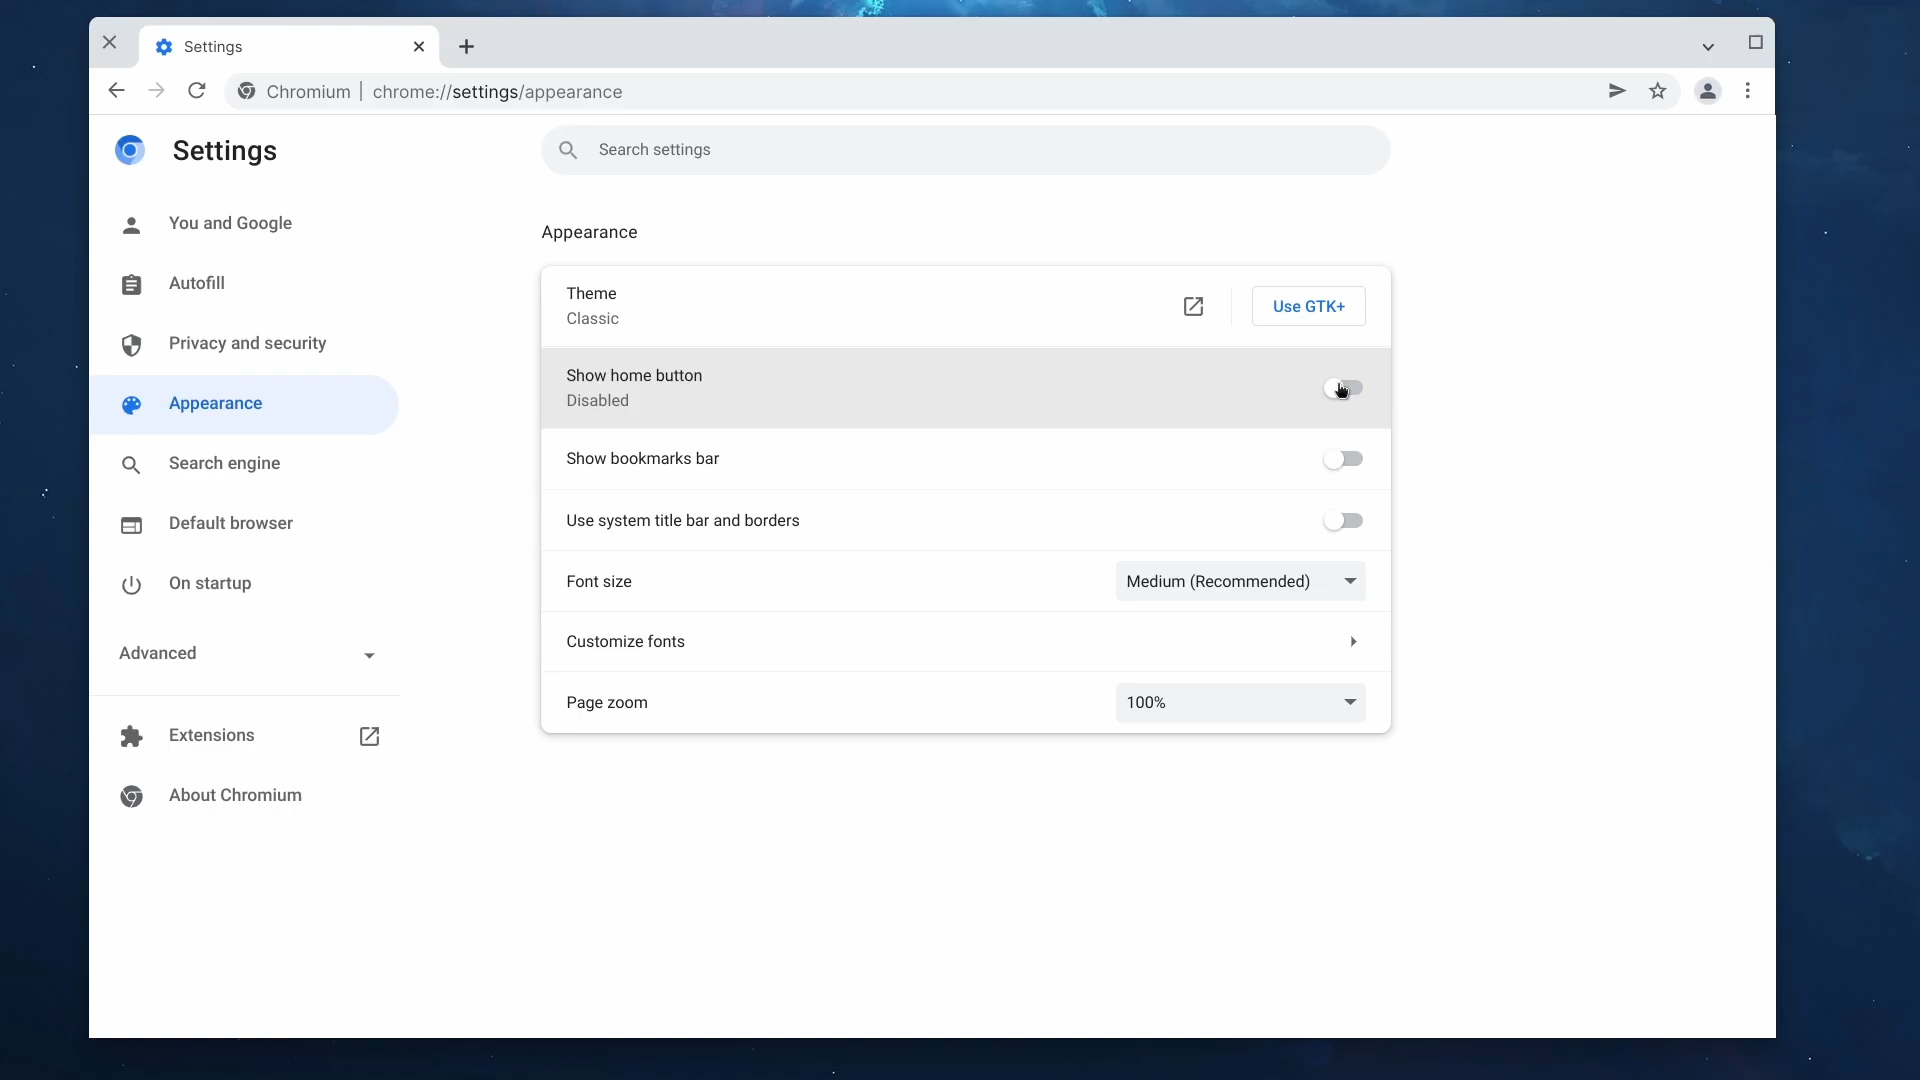 Settings
Chromium | chrome://settings/appearance
Settings
Search settings
You and Google
Autofill
Privacy and security
Appearance
Search engine
Default browser
On startup
Advanced
Extensions
About Chromium
Appearance
Theme
Classic
Use GTK+
Show home button
Disabled
Show bookmarks bar
Use system title bar and borders
Font size
Medium (Recommended)
Customize fonts
Page zoom
100%